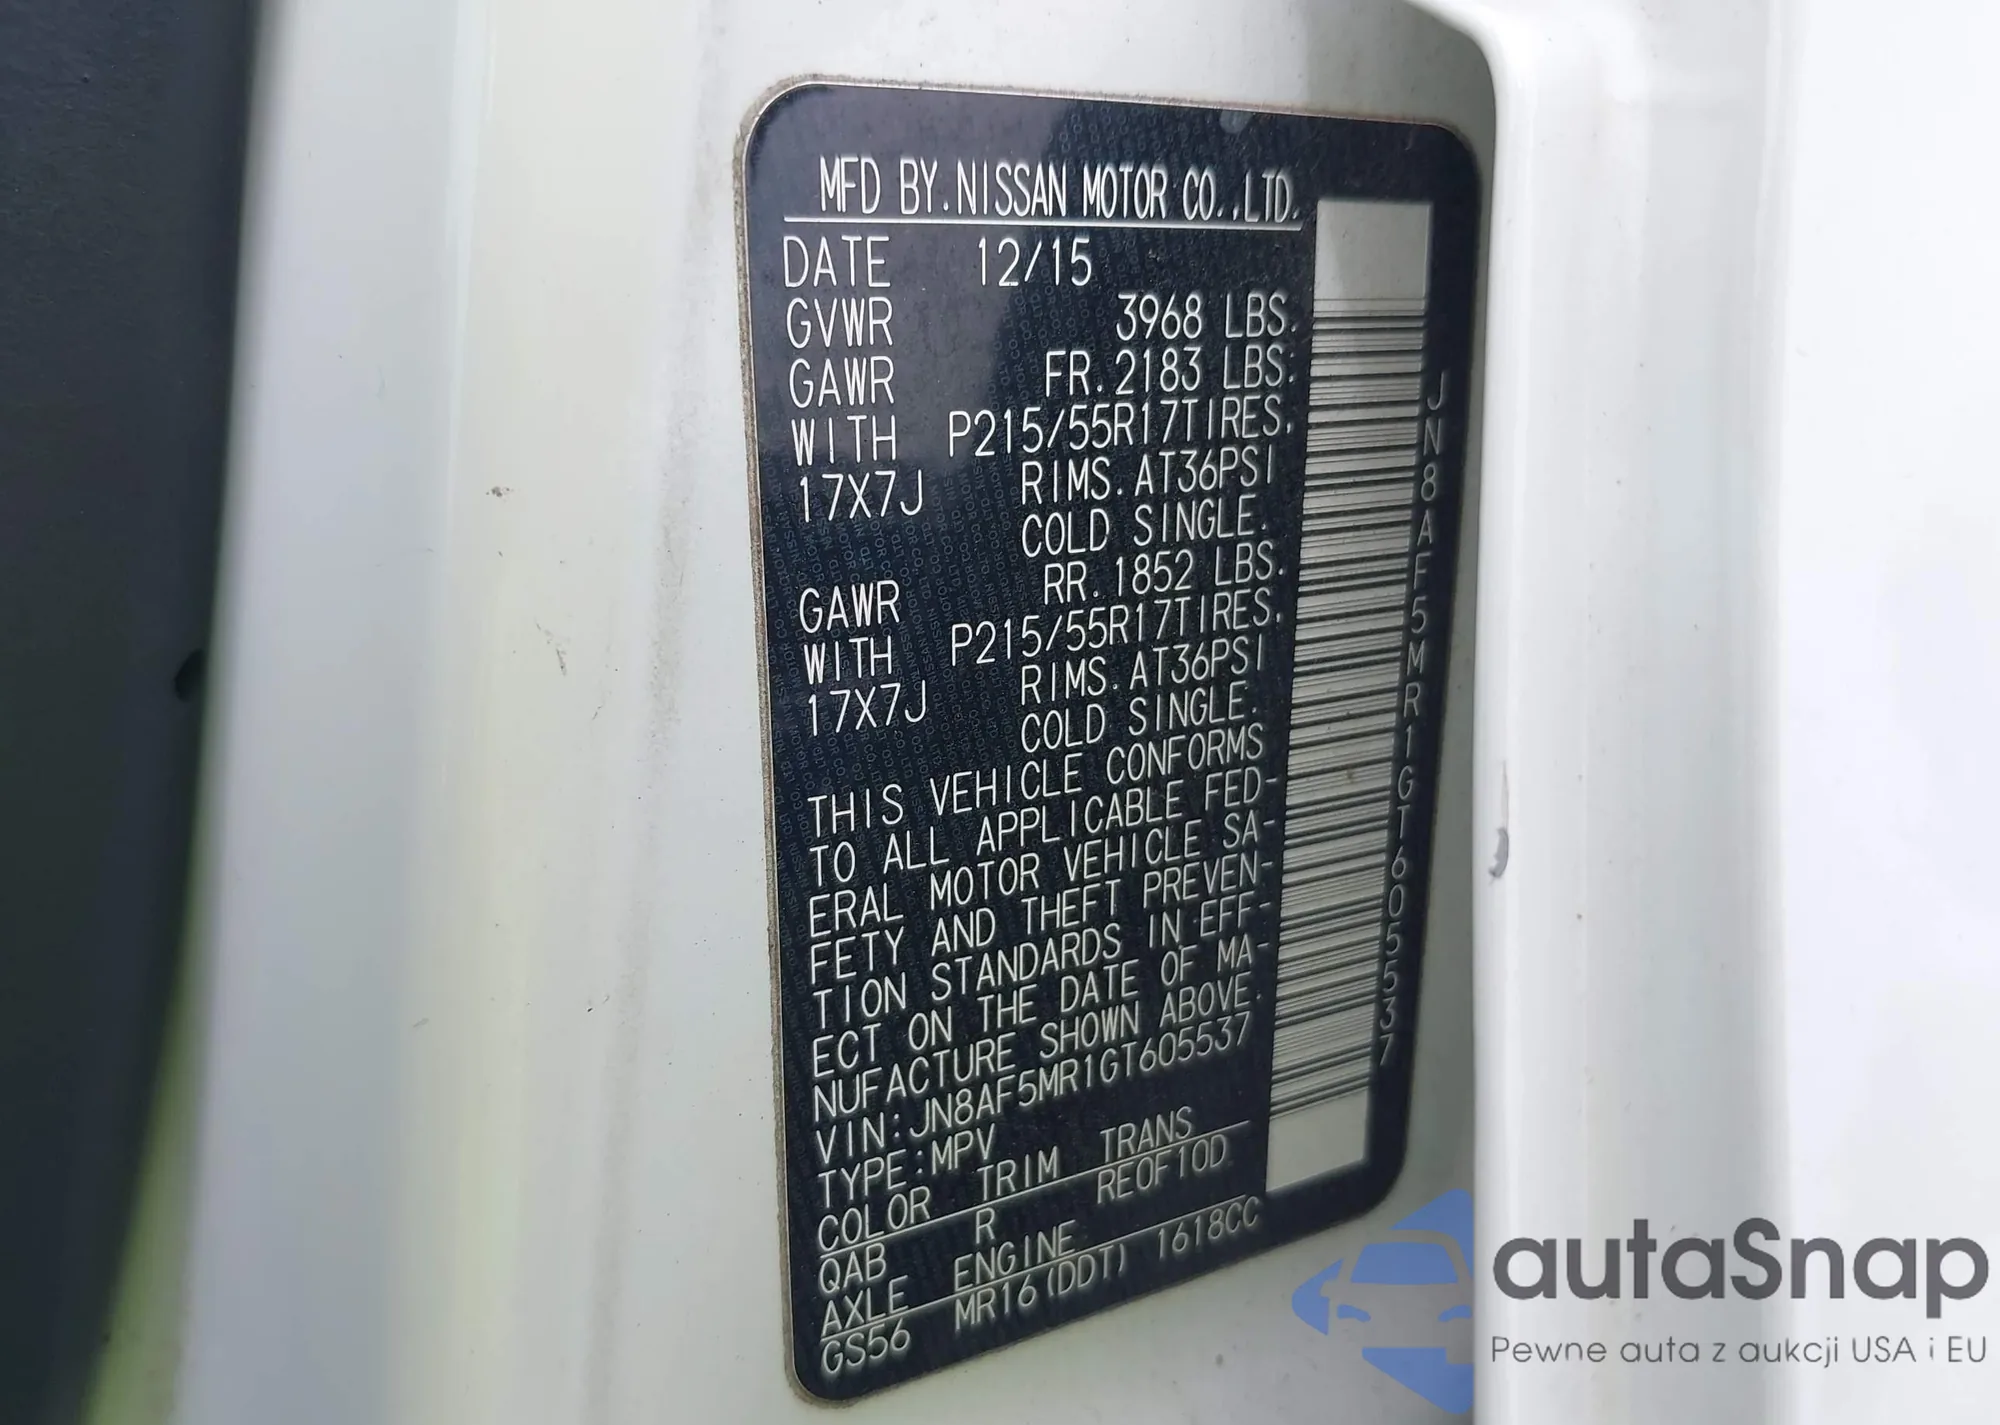 MFD BY.NISSAN MOTOR CO.,LTD.
DATE 12/15
GVWR 3968 LBS.
GAWR FR.2183 LBS.
WITH P215/55R17TIRES.
17X7J RIMS.AT36PSI
COLD SINGLE.
GAWR RR.1852 LBS.
WITH P215/55R17TIRES.
17X7J RIMS.AT36PSI
COLD SINGLE.
THIS VEHICLE CONFORMS
TO ALL APPLICABLE FED-
ERAL MOTOR VEHICLE SA-
FETY AND THEFT PREVEN-
TION STANDARDS IN EFF-
ECT ON THE DATE OF MA-
NUFACTURE SHOWN ABOVE.
VIN:JN8AF5MR1GT605537
TYPE:MPV
COLOR TRIM TRANS
QAB R RE0F10D
AXLE ENGINE
GS56 MR16(DDT) 1618CC
JN8AF5MR1GT605537
autaSnap
Pewne auta z aukcji USA i EU